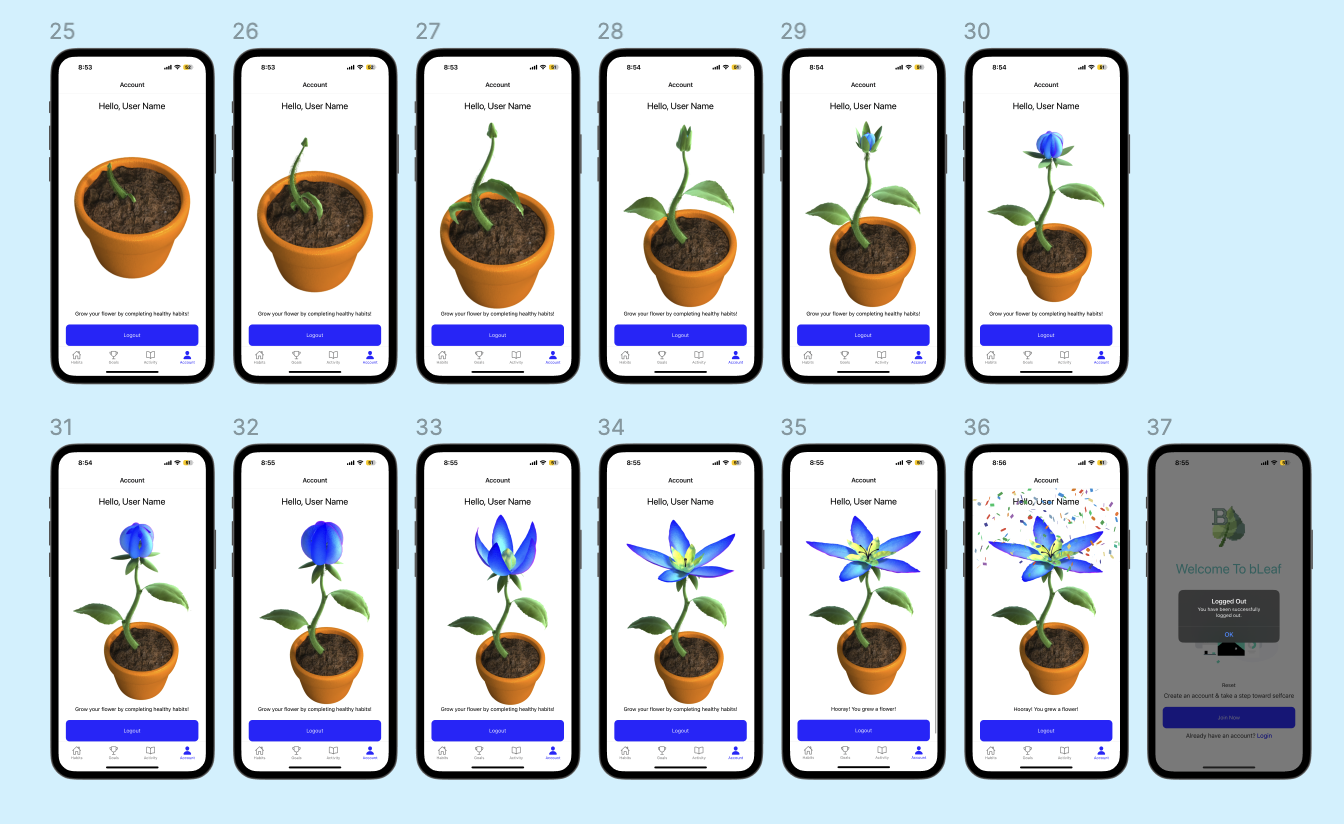 25
8:53
52
Account
Hello, User Name
Grow your flower by completing healthy habits!
Logout
Habits Goals Activity Account
26
8:53
52
Account
Hello, User Name
Grow your flower by completing healthy habits!
Logout
Habits Goals Activity Account
27
8:53
52
Account
Hello, User Name
Grow your flower by completing healthy habits!
Logout
Habits Goals Activity Account
28
8:54
51
Account
Hello, User Name
Grow your flower by completing healthy habits!
Logout
Habits Goals Activity Account
29
8:54
51
Account
Hello, User Name
Grow your flower by completing healthy habits!
Logout
Habits Goals Activity Account
30
8:54
51
Account
Hello, User Name
Grow your flower by completing healthy habits!
Logout
Habits Goals Activity Account
31
8:54
51
Account
Hello, User Name
Grow your flower by completing healthy habits!
Logout
Habits Goals Activity Account
32
8:55
51
Account
Hello, User Name
Grow your flower by completing healthy habits!
Logout
Habits Goals Activity Account
33
8:55
51
Account
Hello, User Name
Grow your flower by completing healthy habits!
Logout
Habits Goals Activity Account
34
8:55
51
Account
Hello, User Name
Grow your flower by completing healthy habits!
Logout
Habits Goals Activity Account
35
8:55
51
Account
Hello, User Name
Hooray! You grew a flower!
Logout
Habits Goals Activity Account
36
8:56
51
Account
Hello, User Name
Hooray! You grew a flower!
Logout
Habits Goals Activity Account
37
8:55
B
Welcome To bLeaf
Logged Out
You have been successfully
logged out.
OK
Reset
Create an account & take a step toward selfcare
Join Now
Already have an account? Login